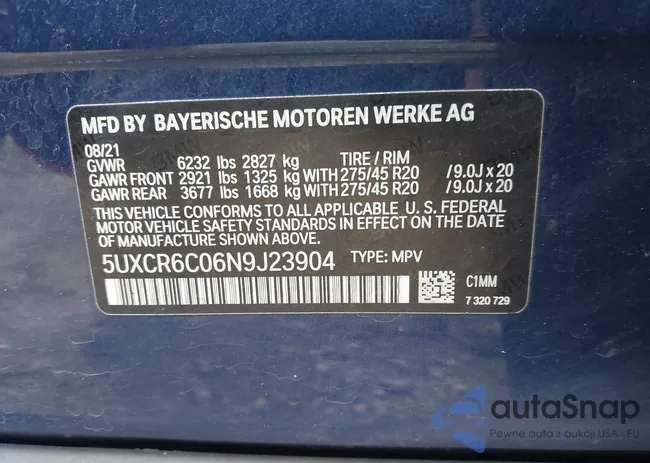 MFD BY BAYERISCHE MOTOREN WERKE AG
08/21
GVWR 6232 lbs 2827 kg TIRE / RIM
GAWR FRONT 2921 lbs 1325 kg WITH 275/45 R20 /9.0J x 20
GAWR REAR 3677 lbs 1668 kg WITH 275/45 R20 /9.0J x 20
THIS VEHICLE CONFORMS TO ALL APPLICABLE U. S. FEDERAL
MOTOR VEHICLE SAFETY STANDARDS IN EFFECT ON THE
DATE OF MANUFACTURE SHOWN ABOVE.
5UXCR6C06N9J23904 TYPE: MPV
C1MM
7 320 729
autaSnap
Pewne auta z aukcji USA - EU